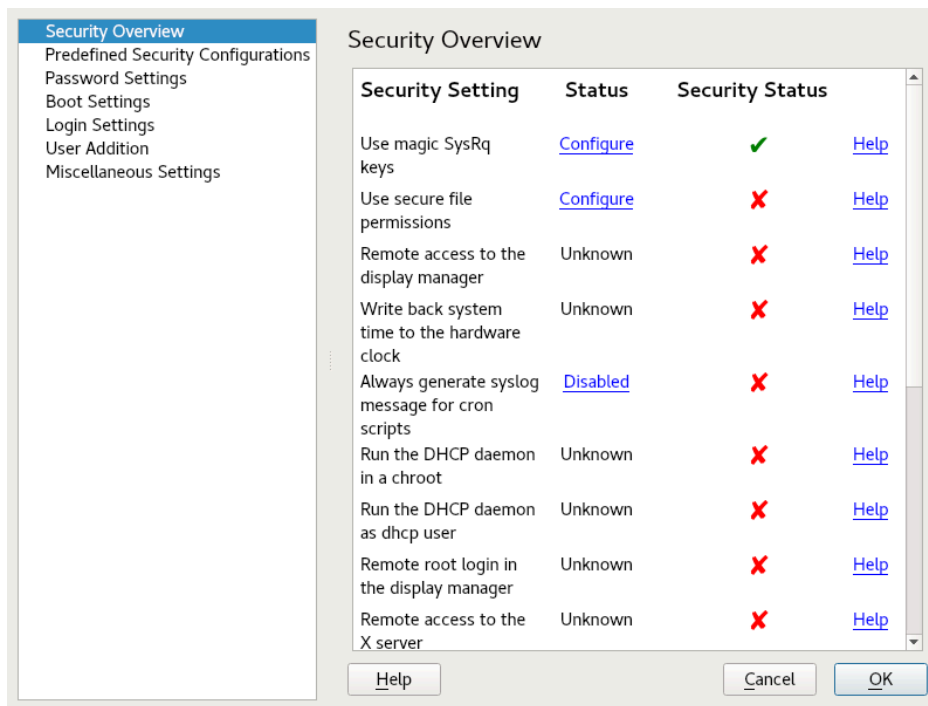 Security Overview
Predefined Security Configurations
Password Settings
Boot Settings
Login Settings
User Addition
Miscellaneous Settings
Security Overview
Security Setting Status Security Status
Use magic SysRq Configure Help
keys
Use secure file Configure Help
permissions
Remote access to the Unknown Help
display manager
Write back system Unknown Help
time to the hardware
clock
Always generate syslog Disabled Help
message for cron
scripts
Run the DHCP daemon Unknown Help
in a chroot
Run the DHCP daemon Unknown Help
as dhcp user
Remote root login in Unknown Help
the display manager
Remote access to the Unknown Help
X server
Help Cancel OK